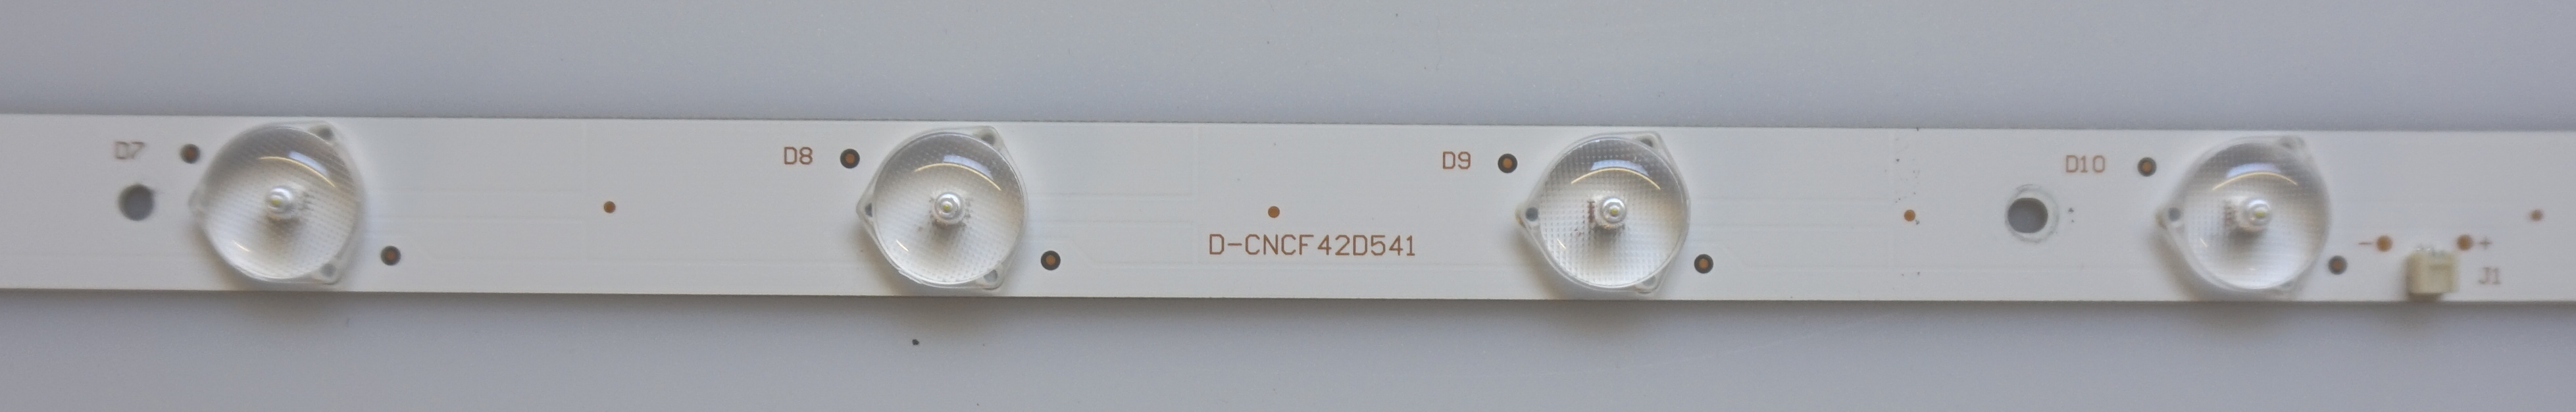 D7
D8
D9
D10
D-CNCF42D541
- +
J1